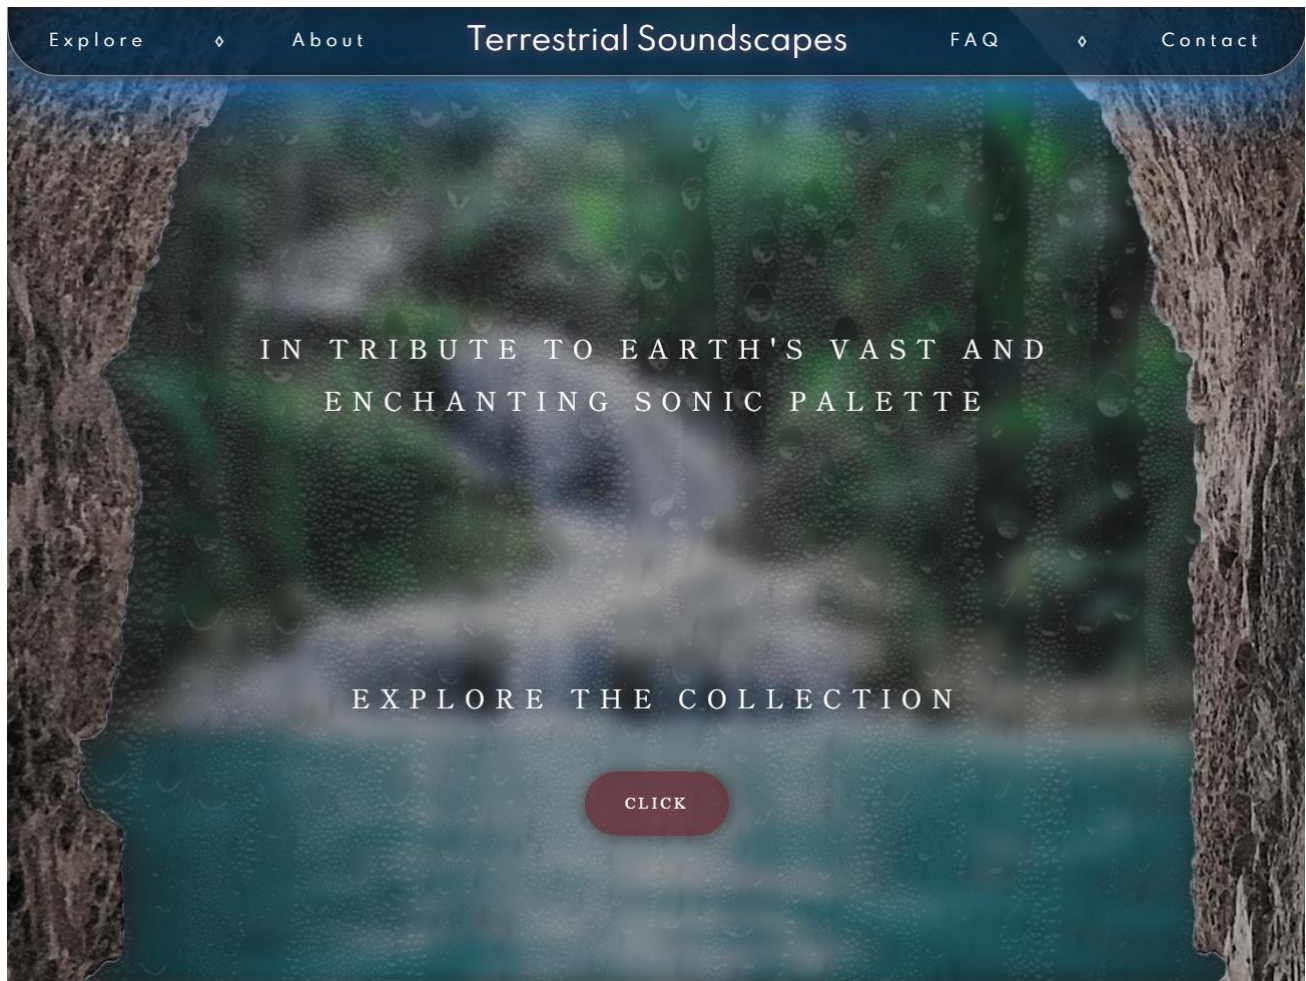 Explore ◊ About Terrestrial Soundscapes FAQ ◊ Contact
IN TRIBUTE TO EARTH'S VAST AND
ENCHANTING SONIC PALETTE
EXPLORE THE COLLECTION
CLICK